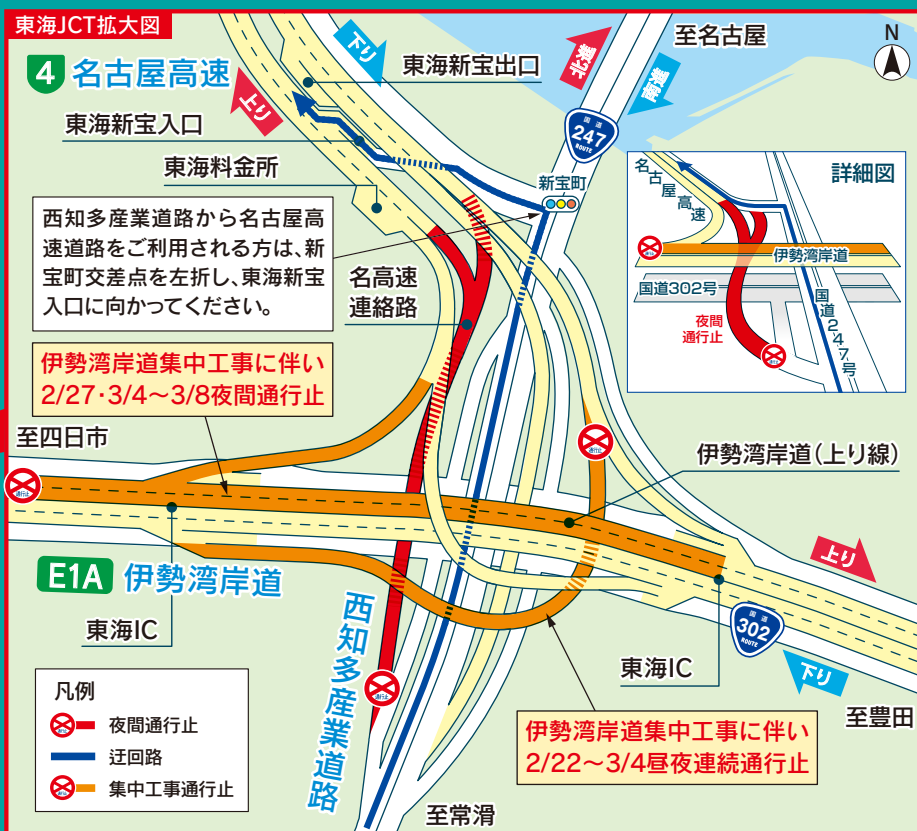 東海JCT拡大図
4 名古屋高速
下り
上り
東海新宝出口
北進
南進
至名古屋
N
東海新宝入口
東海料金所
国道
247
ROUTE
新宝町
西知多産業道路から名古屋高
速道路をご利用される方は、新
宝町交差点を左折し、東海新宝
入口に向かってください。
名高速
連絡路
詳細図
名古屋高速
伊勢湾岸道
国道302号
夜間
通行止
国道247号
伊勢湾岸道集中工事に伴い
2/27・3/4～3/8夜間通行止
至四日市
通行止
伊勢湾岸道(上り線)
E1A 伊勢湾岸道
東海IC
西知多産業道路
上り
国道
302
ROUTE
下り
東海IC
至豊田
伊勢湾岸道集中工事に伴い
2/22～3/4昼夜連続通行止
通行止
凡例
夜間通行止
迂回路
集中工事通行止
至常滑